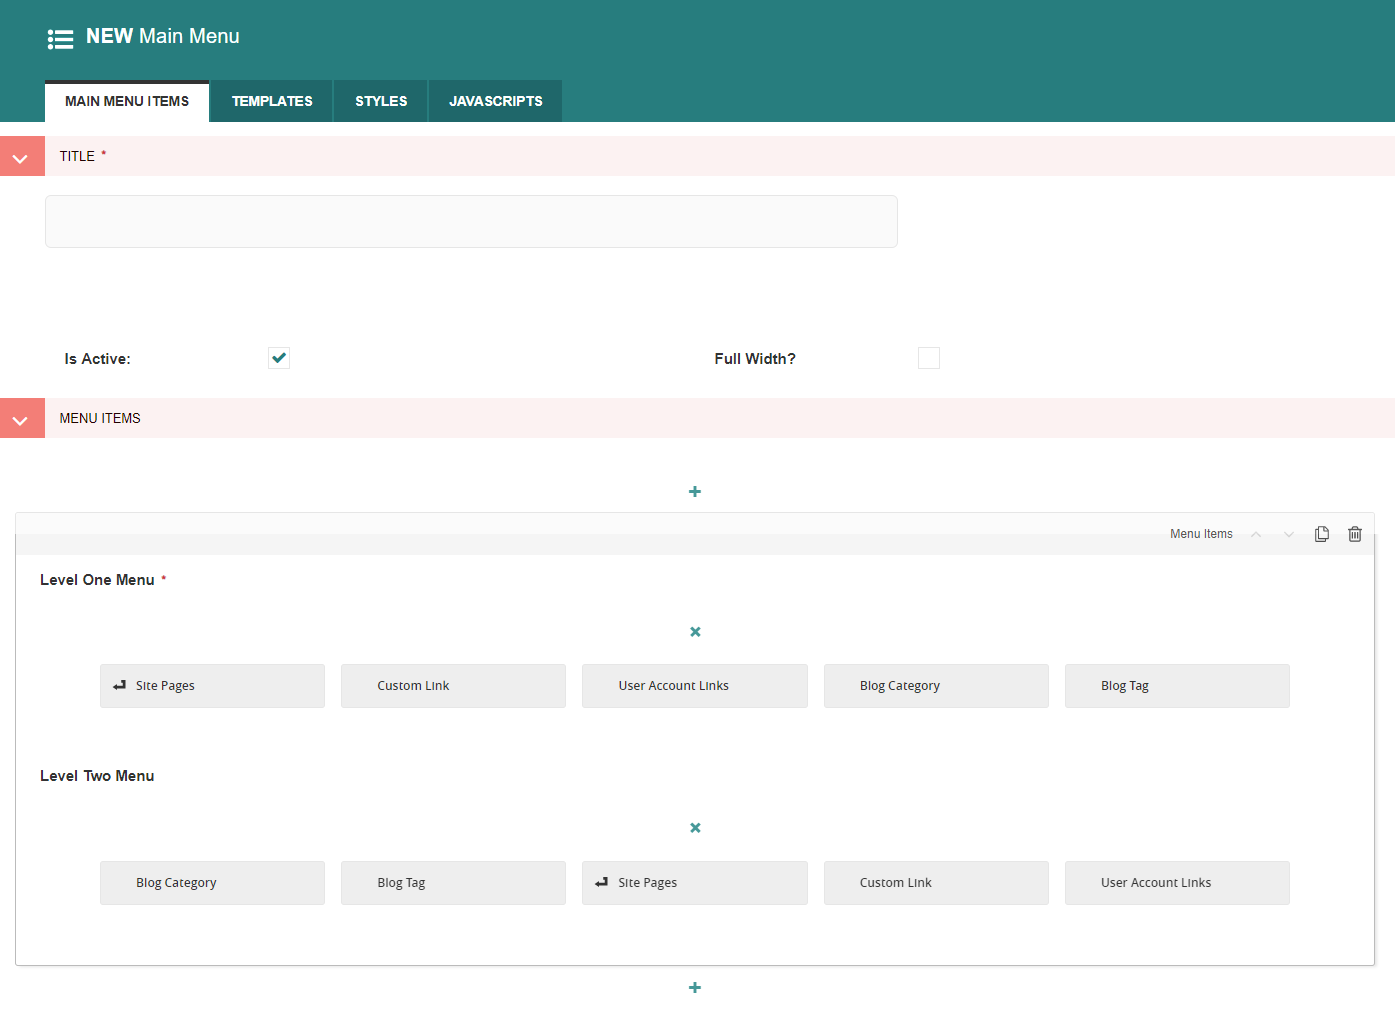 NEW Main Menu
MAIN MENU ITEMS TEMPLATES STYLES JAVASCRIPTS
TITLE *
Is Active: Full Width?
MENU ITEMS
Menu Items
Level One Menu *
Site Pages Custom Link User Account Links Blog Category Blog Tag
Level Two Menu
Blog Category Blog Tag Site Pages Custom Link User Account Links